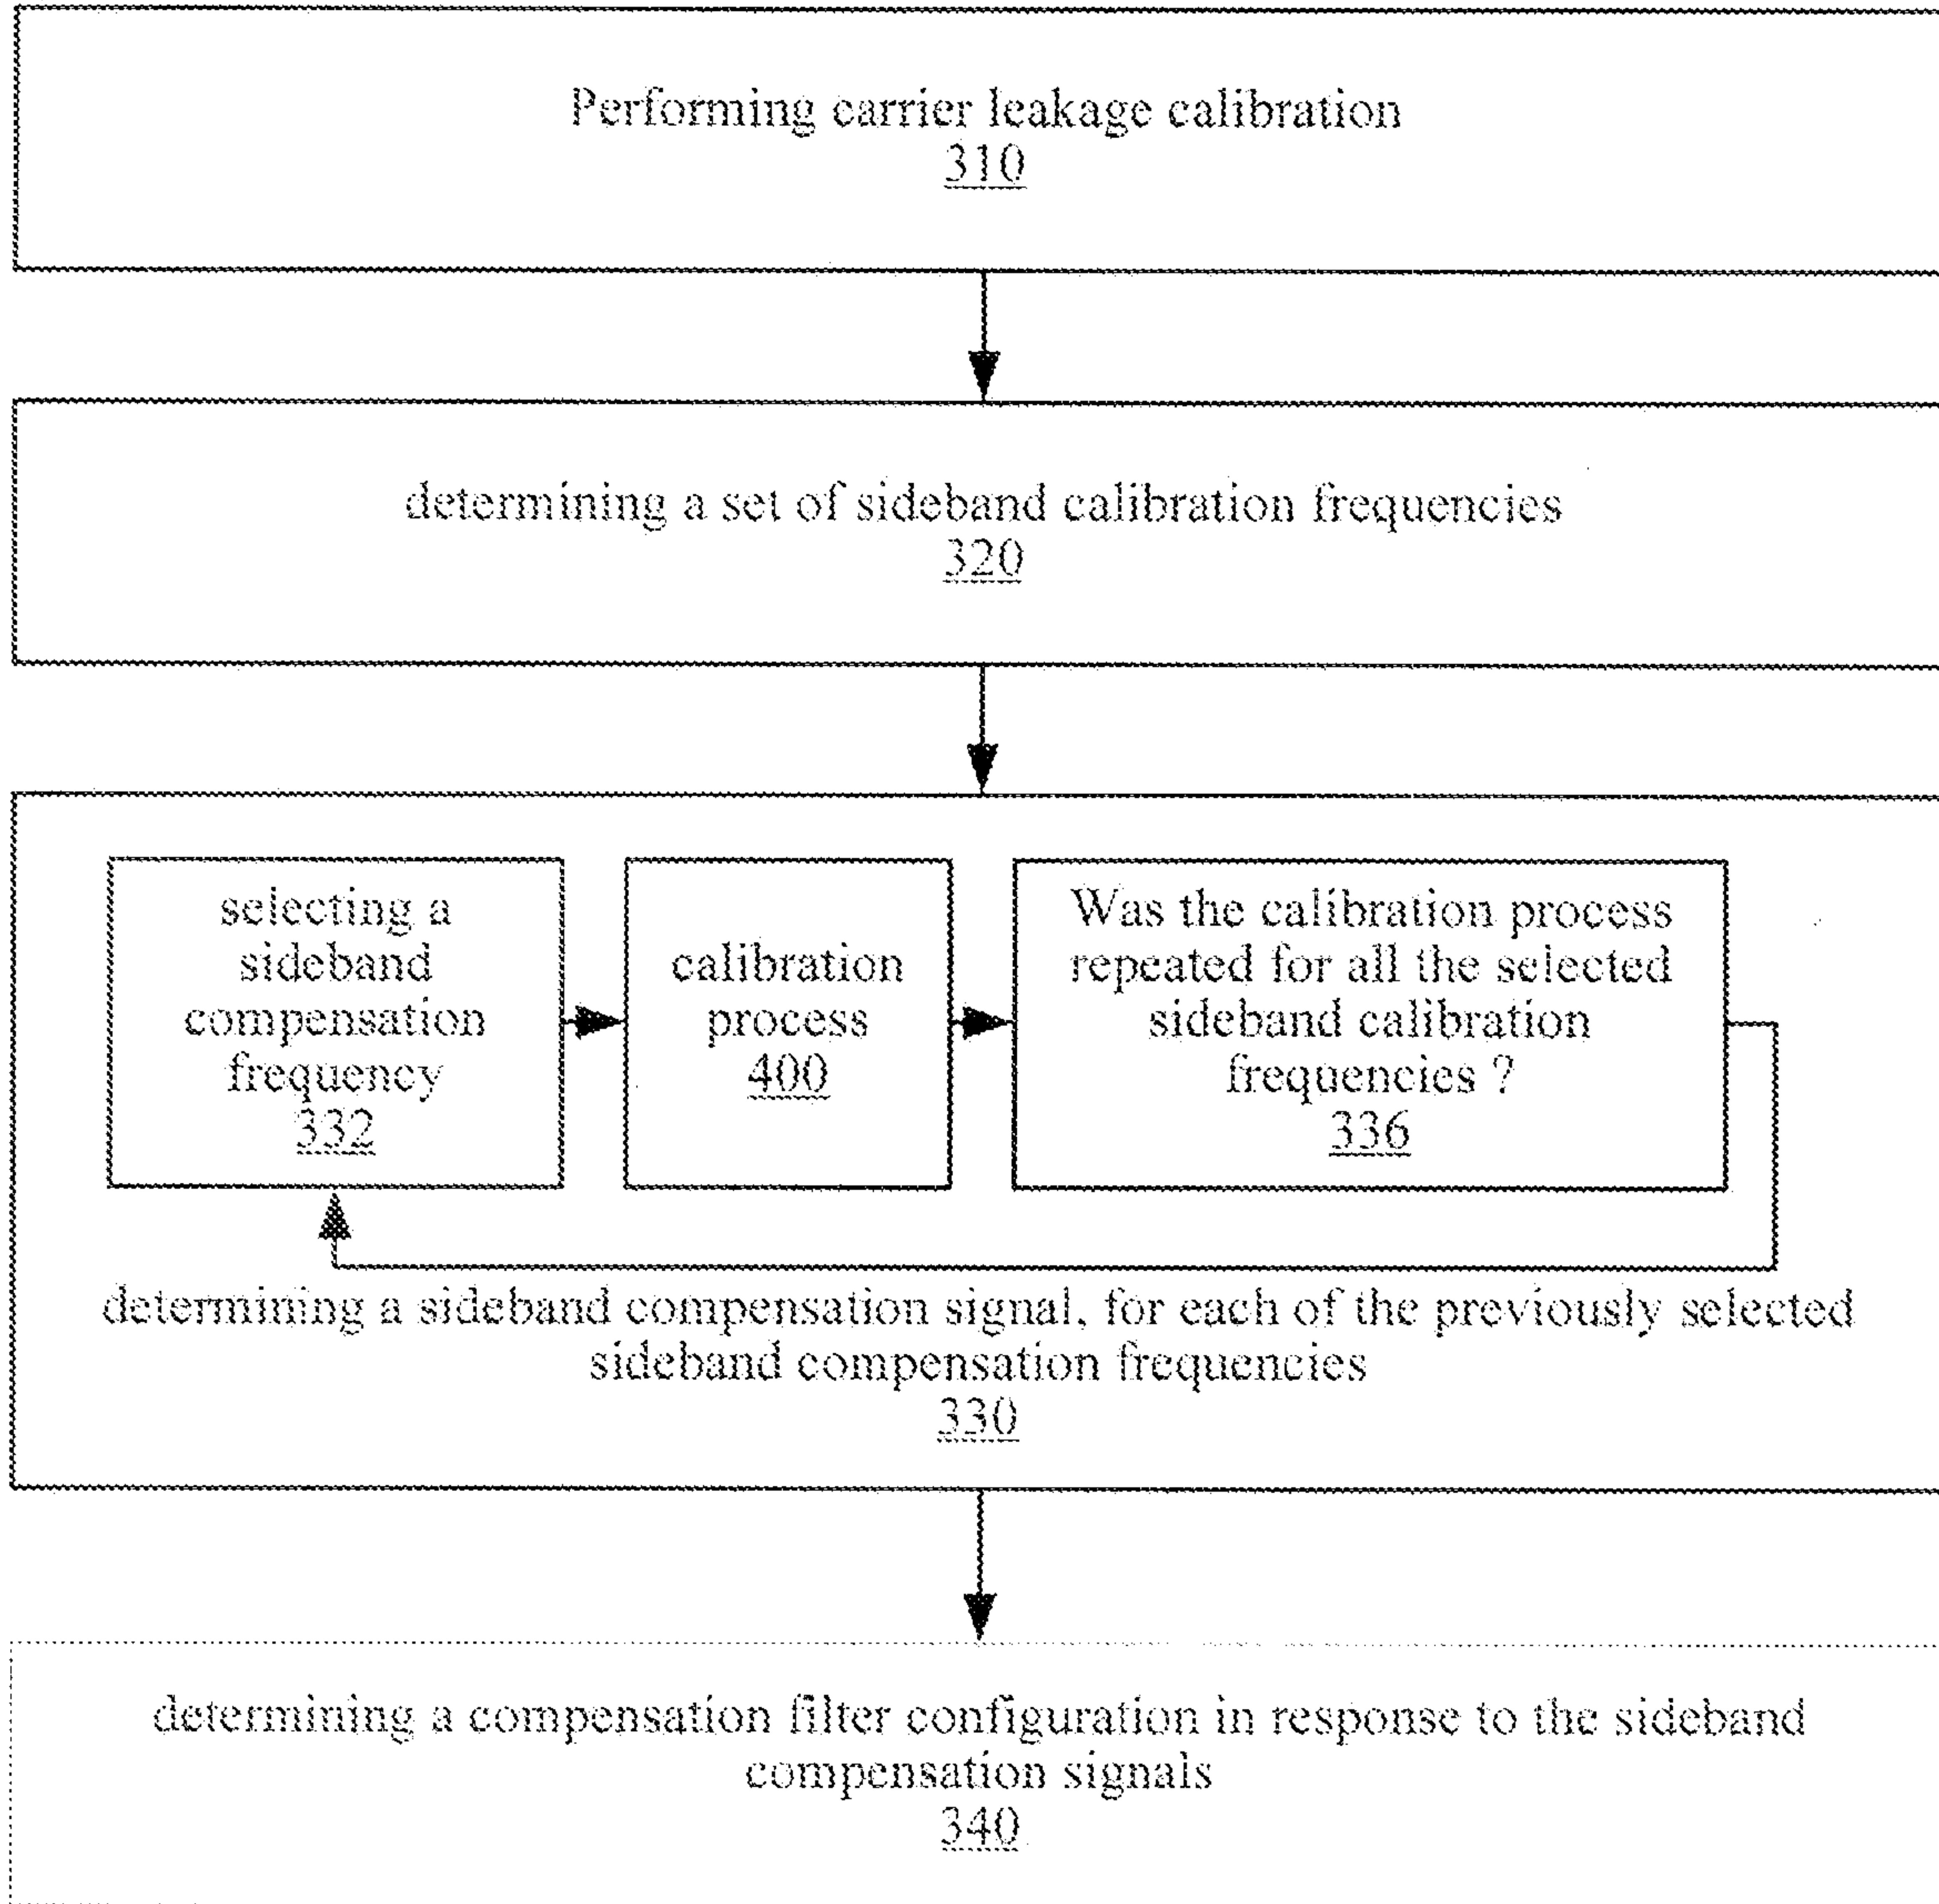 Performing carrier leakage calibration
310
determining a set of sideband calibration frequencies
320
selecting a
sideband
compensation
frequency
332
calibration
process
400
Was the calibration process
repeated for all the selected
sideband calibration
frequencies ?
336
determining a sideband compensation signal, for each of the previously selected
sideband compensation frequencies
330
determining a compensation filter configuration in response to the sideband
compensation signals
340